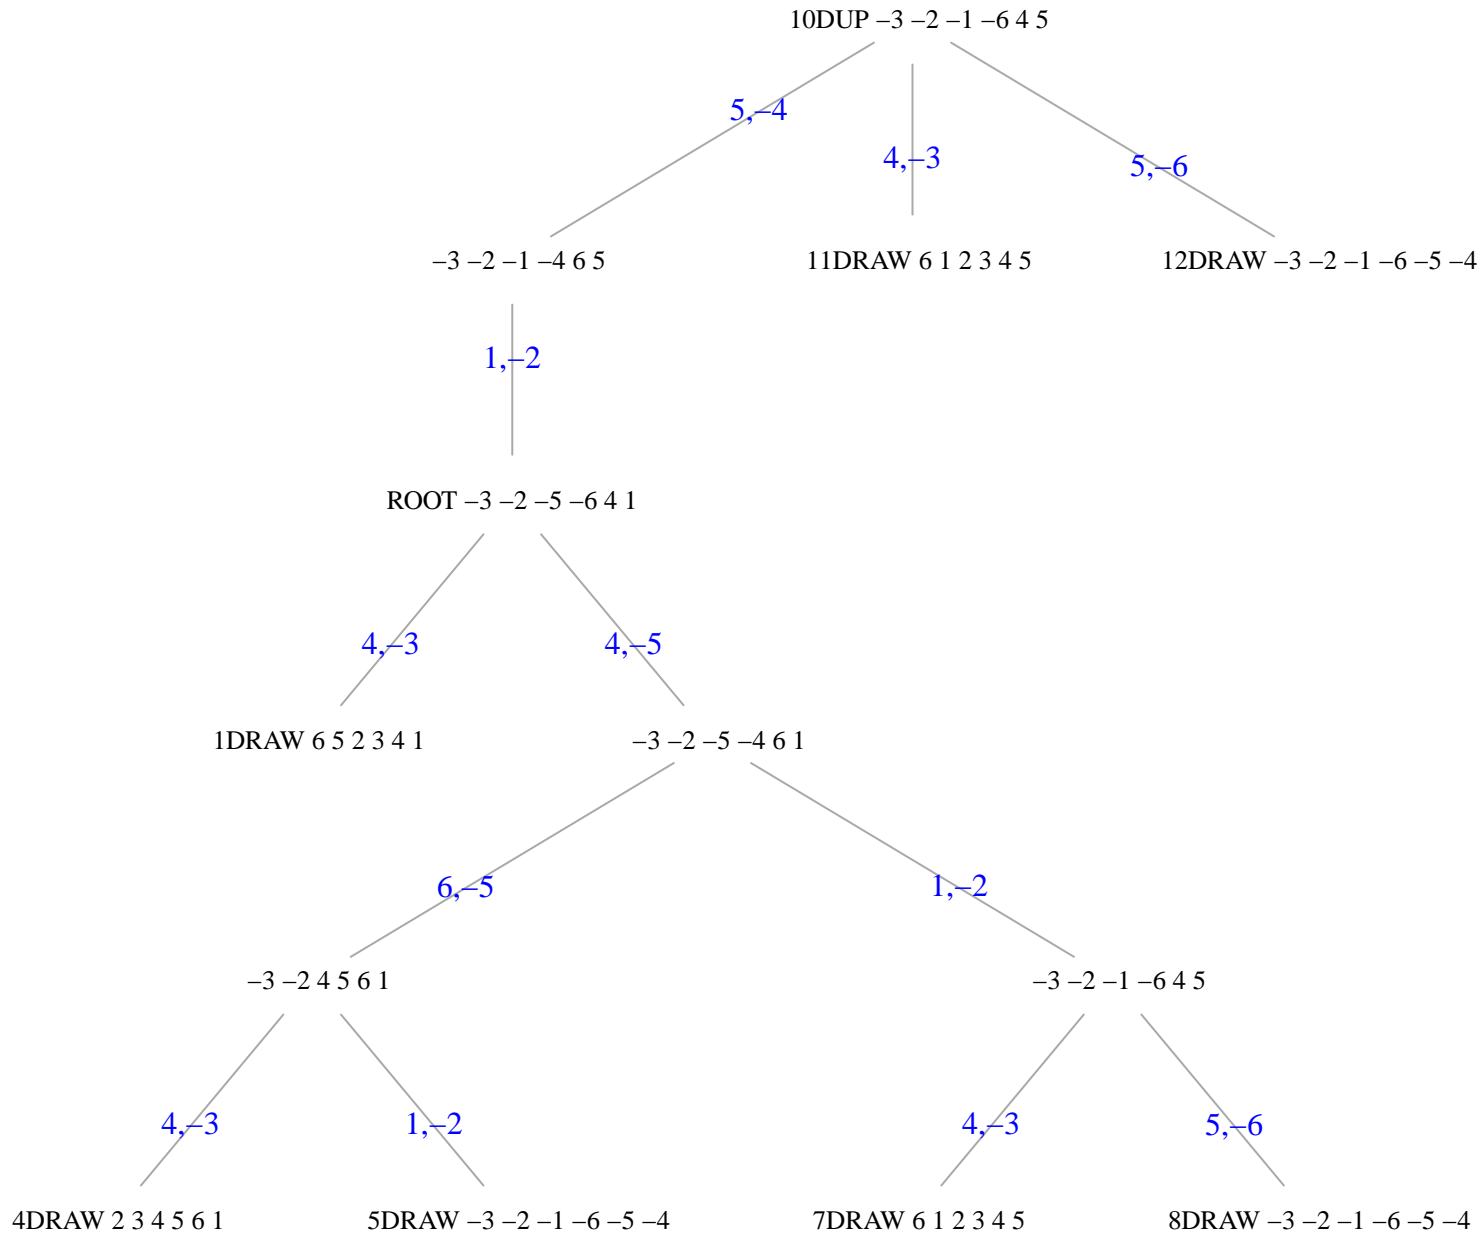 10DUP –3 –2 –1 –6 4 5
5,–4
4,–3
5,–6
–3 –2 –1 –4 6 5
11DRAW 6 1 2 3 4 5
12DRAW –3 –2 –1 –6 –5 –4
1,–2
ROOT –3 –2 –5 –6 4 1
4,–3
4,–5
1DRAW 6 5 2 3 4 1
–3 –2 –5 –4 6 1
6,–5
1,–2
–3 –2 4 5 6 1
–3 –2 –1 –6 4 5
4,–3
1,–2
4,–3
5,–6
4DRAW 2 3 4 5 6 1
5DRAW –3 –2 –1 –6 –5 –4
7DRAW 6 1 2 3 4 5
8DRAW –3 –2 –1 –6 –5 –4